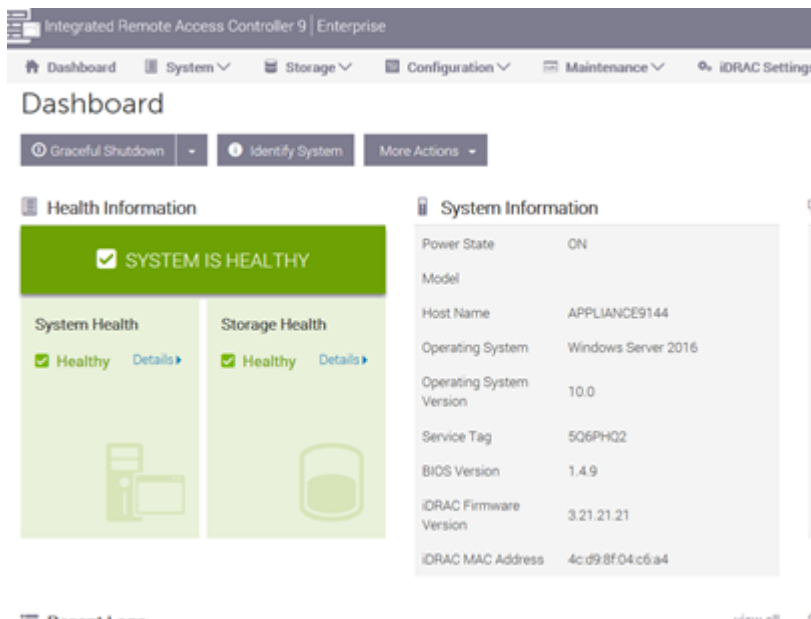 Integrated Remote Access Controller 9 | Enterprise
Dashboard System Storage Configuration Maintenance iDRAC Settings
Dashboard
Graceful Shutdown Identify System More Actions
Health Information
SYSTEM IS HEALTHY
System Health Storage Health
Healthy Details Healthy Details
System Information
Power State ON
Model
Host Name APPLIANCE9144
Operating System Windows Server 2016
Operating System
Version 10.0
Service Tag 5Q6PHQ2
BIOS Version 1.4.9
iDRAC Firmware
Version 3.21.21.21
iDRAC MAC Address 4c:d9:8f:04:c6:a4
Recent Logs view all